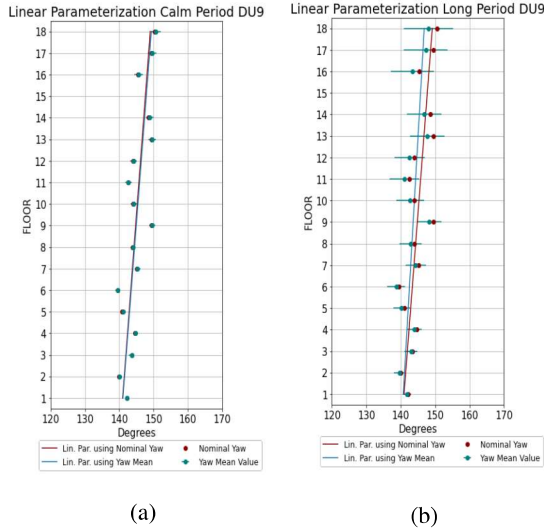 Linear Parameterization Calm Period DU9
18
17
16
15
14
13
12
11
10
9
8
7
6
5
4
3
2
1
FLOOR
120 130 140 150 160 170
Degrees
Lin. Par. using Nominal Yaw Nominal Yaw
Lin. Par. using Yaw Mean Yaw Mean Value
(a)
Linear Parameterization Long Period DU9
18
17
16
15
14
13
12
11
10
9
8
7
6
5
4
3
2
1
FLOOR
120 130 140 150 160 170
Degrees
Lin. Par. using Nominal Yaw Nominal Yaw
Lin. Par. using Yaw Mean Yaw Mean Value
(b)